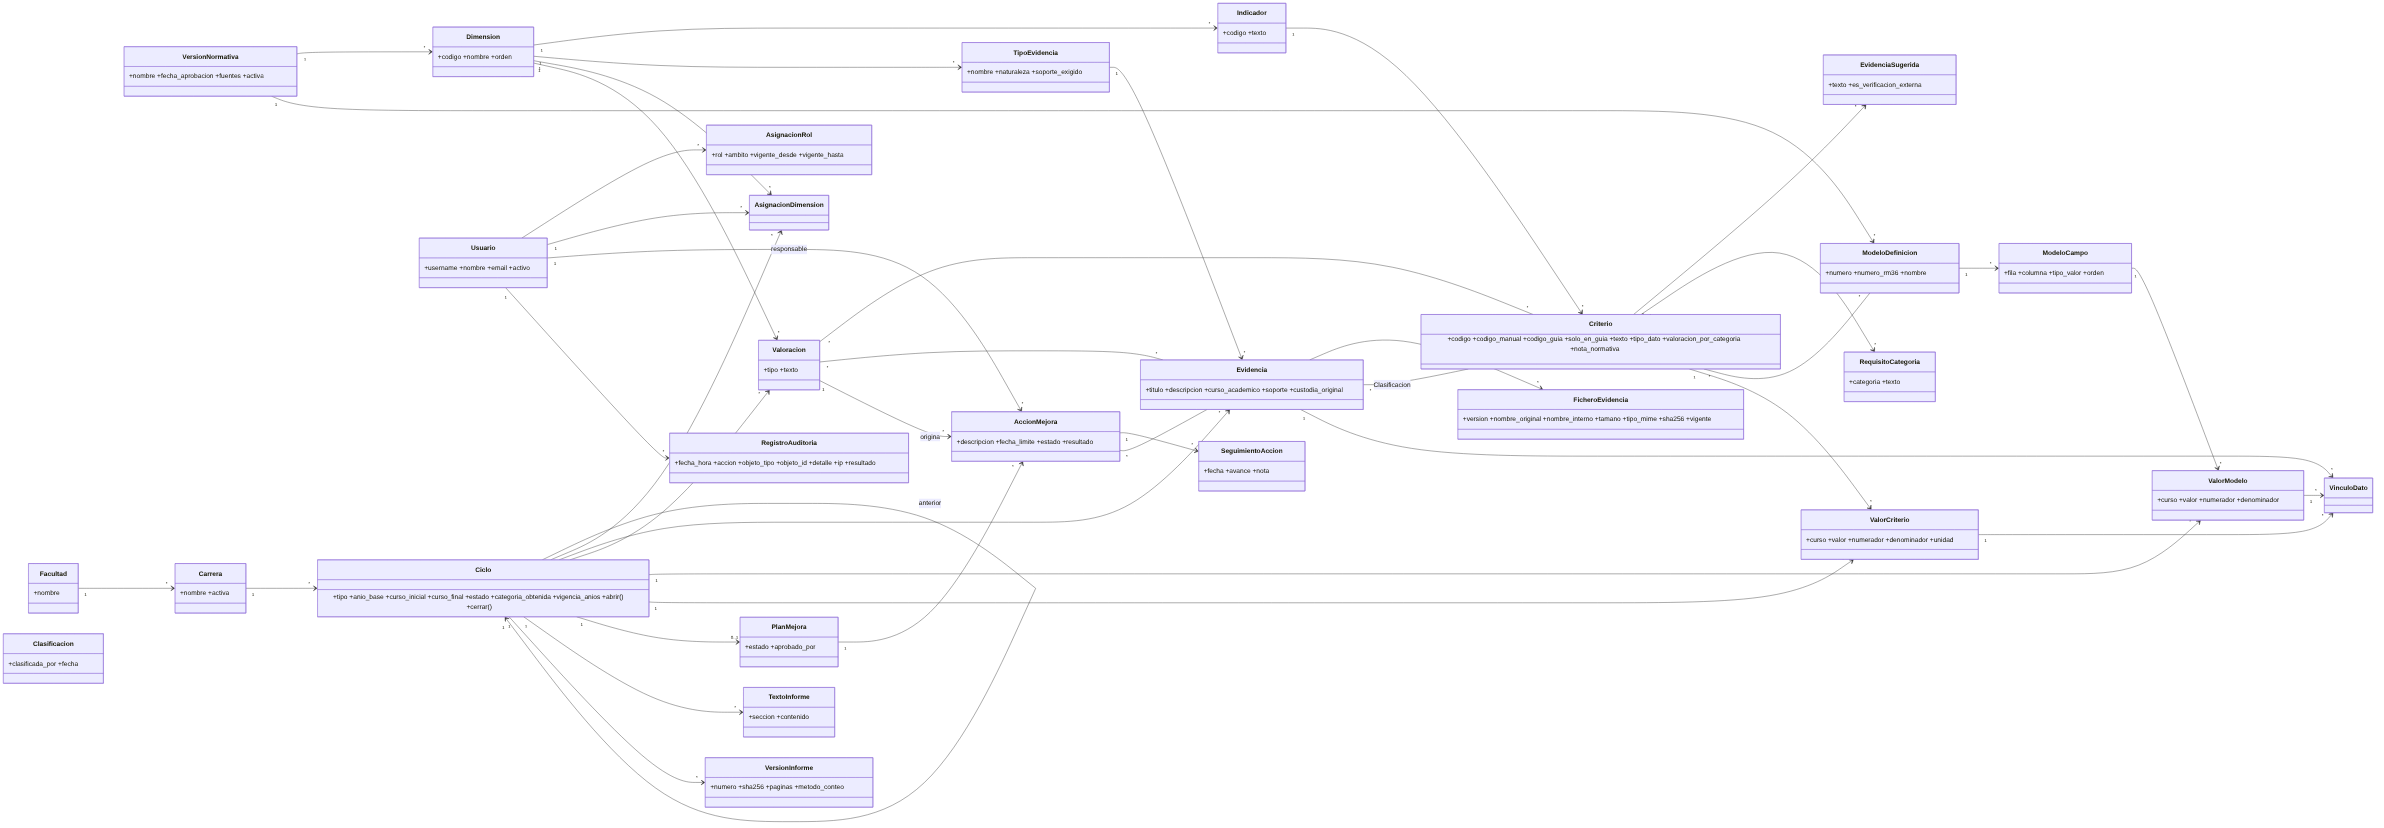 Indicador
+codigo +texto
VersionNormativa
+nombre +fecha_aprobacion +fuentes +activa
Dimension
+codigo +nombre +orden
TipoEvidencia
+nombre +naturaleza +soporte_exigido
EvidenciaSugerida
+texto +es_verificacion_externa
AsignacionRol
+rol +ambito +vigente_desde +vigente_hasta
AsignacionDimension
Usuario
+username +nombre +email +activo
responsable
ModeloDefinicion
+numero +numero_rm36 +nombre
ModeloCampo
+fila +columna +tipo_valor +orden
Criterio
+codigo +codigo_manual +codigo_guia +solo_en_guia +texto +tipo_dato +valoracion_por_categoria
+nota_normativa
Valoracion
+tipo +texto
Evidencia
+titulo +descripcion +curso_academico +soporte +custodia_original
Clasificacion
RequisitoCategoria
+categoria +texto
FicheroEvidencia
+version +nombre_original +nombre_interno +tamano +tipo_mime +sha256 +vigente
AccionMejora
+descripcion +fecha_limite +estado +resultado
origina
RegistroAuditoria
+fecha_hora +accion +objeto_tipo +objeto_id +detalle +ip +resultado
SeguimientoAccion
+fecha +avance +nota
ValorModelo
+curso +valor +numerador +denominador
VinculoDato
anterior
ValorCriterio
+curso +valor +numerador +denominador +unidad
Facultad
+nombre
Carrera
+nombre +activa
Ciclo
+tipo +anio_base +curso_inicial +curso_final +estado +categoria_obtenida +vigencia_anios +abrir()
+cerrar()
PlanMejora
+estado +aprobado_por
Clasificacion
+clasificada_por +fecha
TextoInforme
+seccion +contenido
VersionInforme
+numero +sha256 +paginas +metodo_conteo